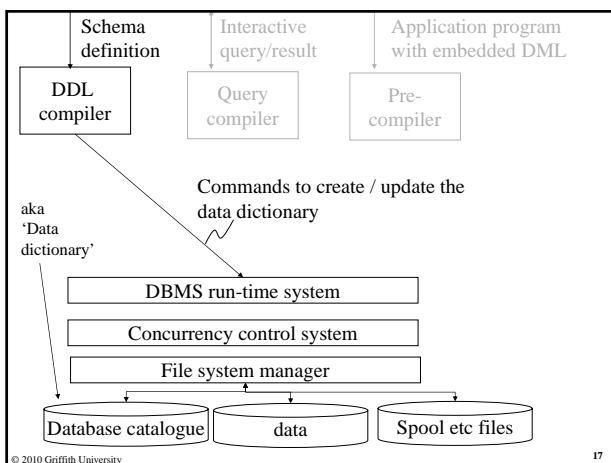 Schema
definition
Interactive
query/result
Application program
with embedded DML
DDL
compiler
Query
compiler
Pre-
compiler
Commands to create / update the
data dictionary
aka
‘Data
dictionary’
DBMS run-time system
Concurrency control system
File system manager
Database catalogue
data
Spool etc files
© 2010 Griffith University
17